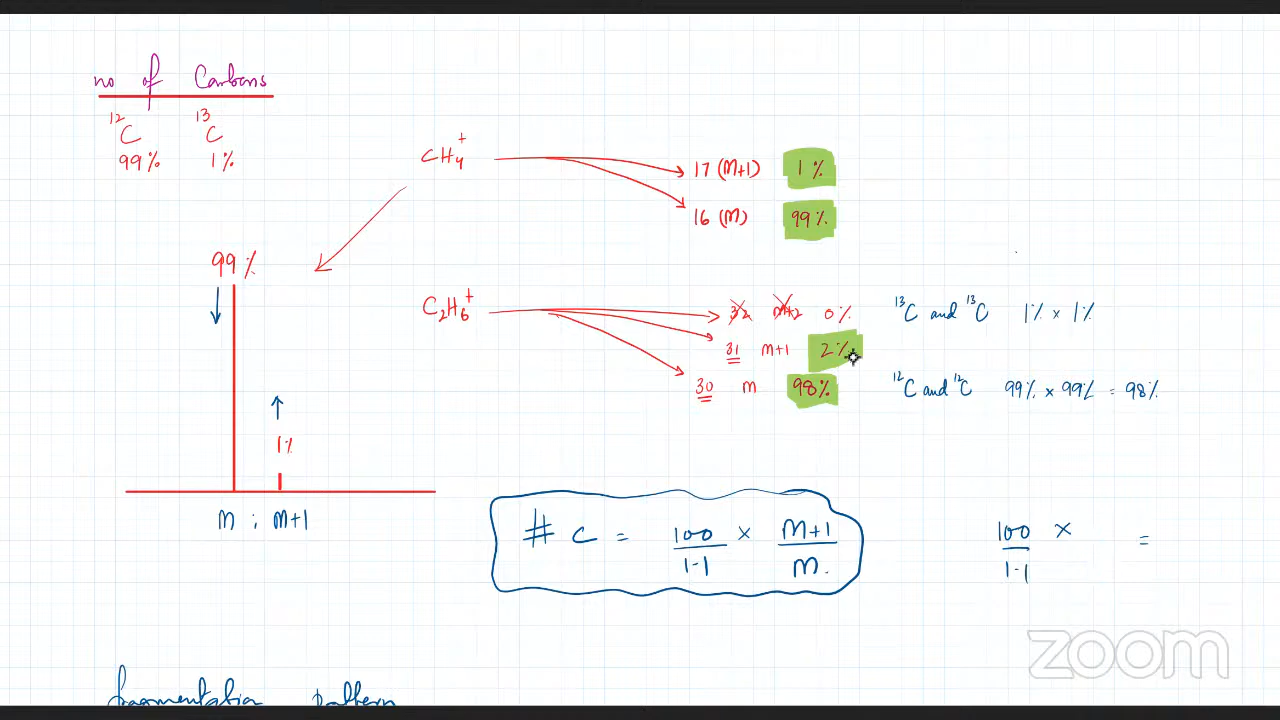 no of Carbons
¹²C ¹³C
99% 1%
CH₄⁺
17 (M+1) 1%
16 (M) 99%
99%
1%
m : m+1
C₂H₆⁺
32 m+2 0% ¹³C and ¹³C 1% × 1%
31 m+1 2%
30 m 98% ¹²C and ¹²C 99% × 99% = 98%
# C = 100/1.1 × M+1/M.
100/1.1 × =
zoom
fragmentation pattern